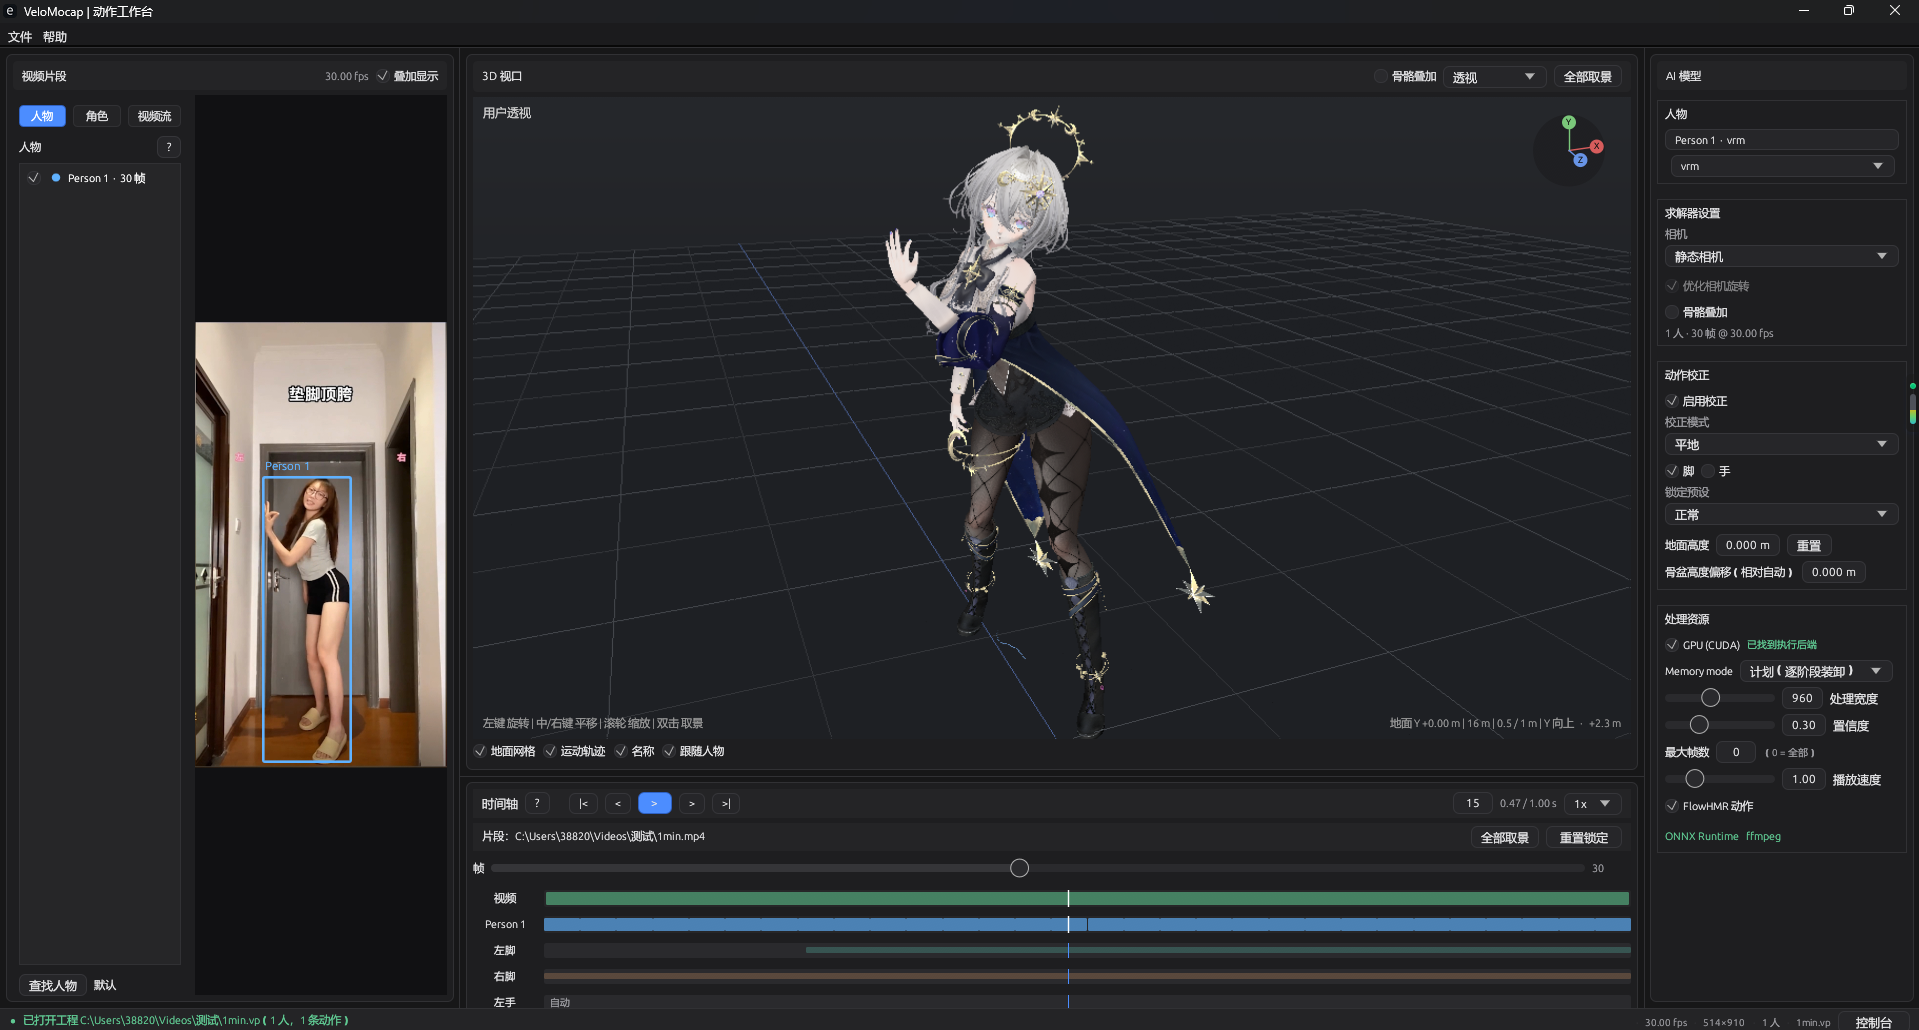 VeloMocap | 动作工作台
文件 帮助
视频片段 30.00 fps 叠加显示
人物 角色 视频流
人物 ?
Person 1 · 30 帧
垫脚顶胯
右
Person 1
查找人物 默认
3D 视口 骨骼叠加 透视 全部取景
用户透视
Y
X
Z
左键旋转 | 中/右键平移 | 滚轮缩放 | 双击取景 地面 Y +0.00 m | 16 m | 0.5 / 1 m | Y 向上 · +2.3 m
地面网格 运动轨迹 名称 跟随人物
时间轴 ? |< < > > >| 15 0.47 / 1.00 s 1x
片段: C:\Users\38820\Videos\测试\1min.mp4 全部取景 重置锁定
帧 30
视频
Person 1
左脚
右脚
左手 自动
AI 模型
人物
Person 1 · vrm
vrm
求解器设置
相机
静态相机
优化相机旋转
骨骼叠加
1 人 · 30 帧 @ 30.00 fps
动作校正
启用校正
校正模式
平地
脚 手
锁定预设
正常
地面高度 0.000 m 重置
骨盆高度偏移 ( 相对自动 ) 0.000 m
处理资源
GPU (CUDA) 已找到执行后端
Memory mode 计划 ( 逐阶段装卸 )
960 处理宽度
0.30 置信度
最大帧数 0 ( 0 = 全部 )
1.00 播放速度
FlowHMR 动作
ONNX Runtime ffmpeg
已打开工程 C:\Users\38820\Videos\测试\1min.vp ( 1 人, 1 条动作 )
30.00 fps 514×910 1 人 1min.vp 控制台